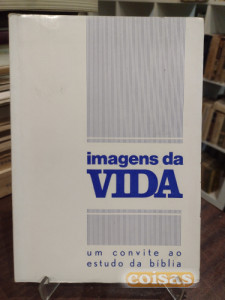 imagens da
VIDA
um convite ao
estudo da bíblia
coisas